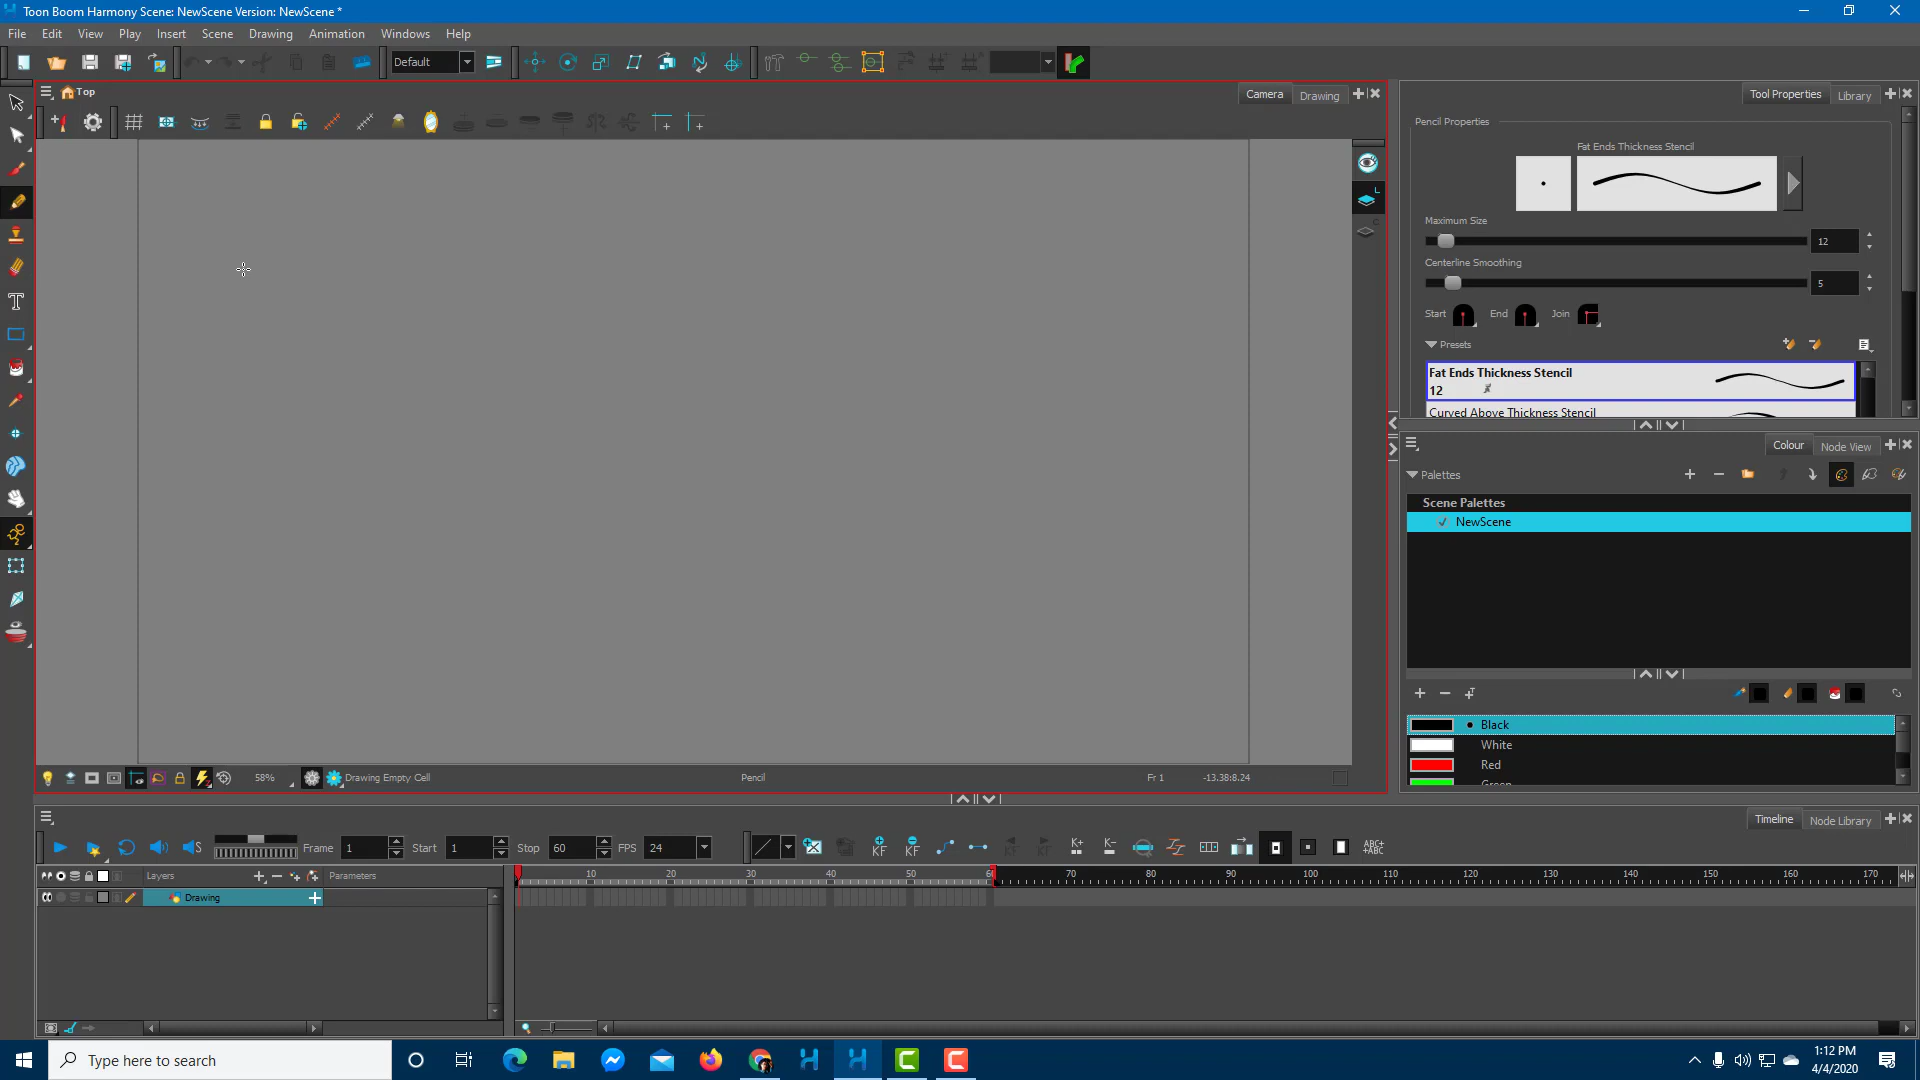 Toon Boom Harmony Scene: NewScene Version: NewScene *
File Edit View Play Insert Scene Drawing Animation Windows Help
Default
Top
Camera Drawing
Tool Properties Library
Pencil Properties
Fat Ends Thickness Stencil
Maximum Size
12
Centerline Smoothing
5
Start End Join
Presets
Fat Ends Thickness Stencil
12
Curved Above Thickness Stencil
Colour Node View
Palettes
Scene Palettes
NewScene
Black
White
Red
Green
58% Drawing Empty Cell Pencil Fr 1 -13.38:8.24
Timeline Node Library
Frame 1 Start 1 Stop 60 FPS 24
KF KF K+ K- ABC+ ABC
Layers Parameters
10 20 30 40 50 60 70 80 90 100 110 120 130 140 150 160 170
Drawing
Type here to search
1:12 PM
4/4/2020